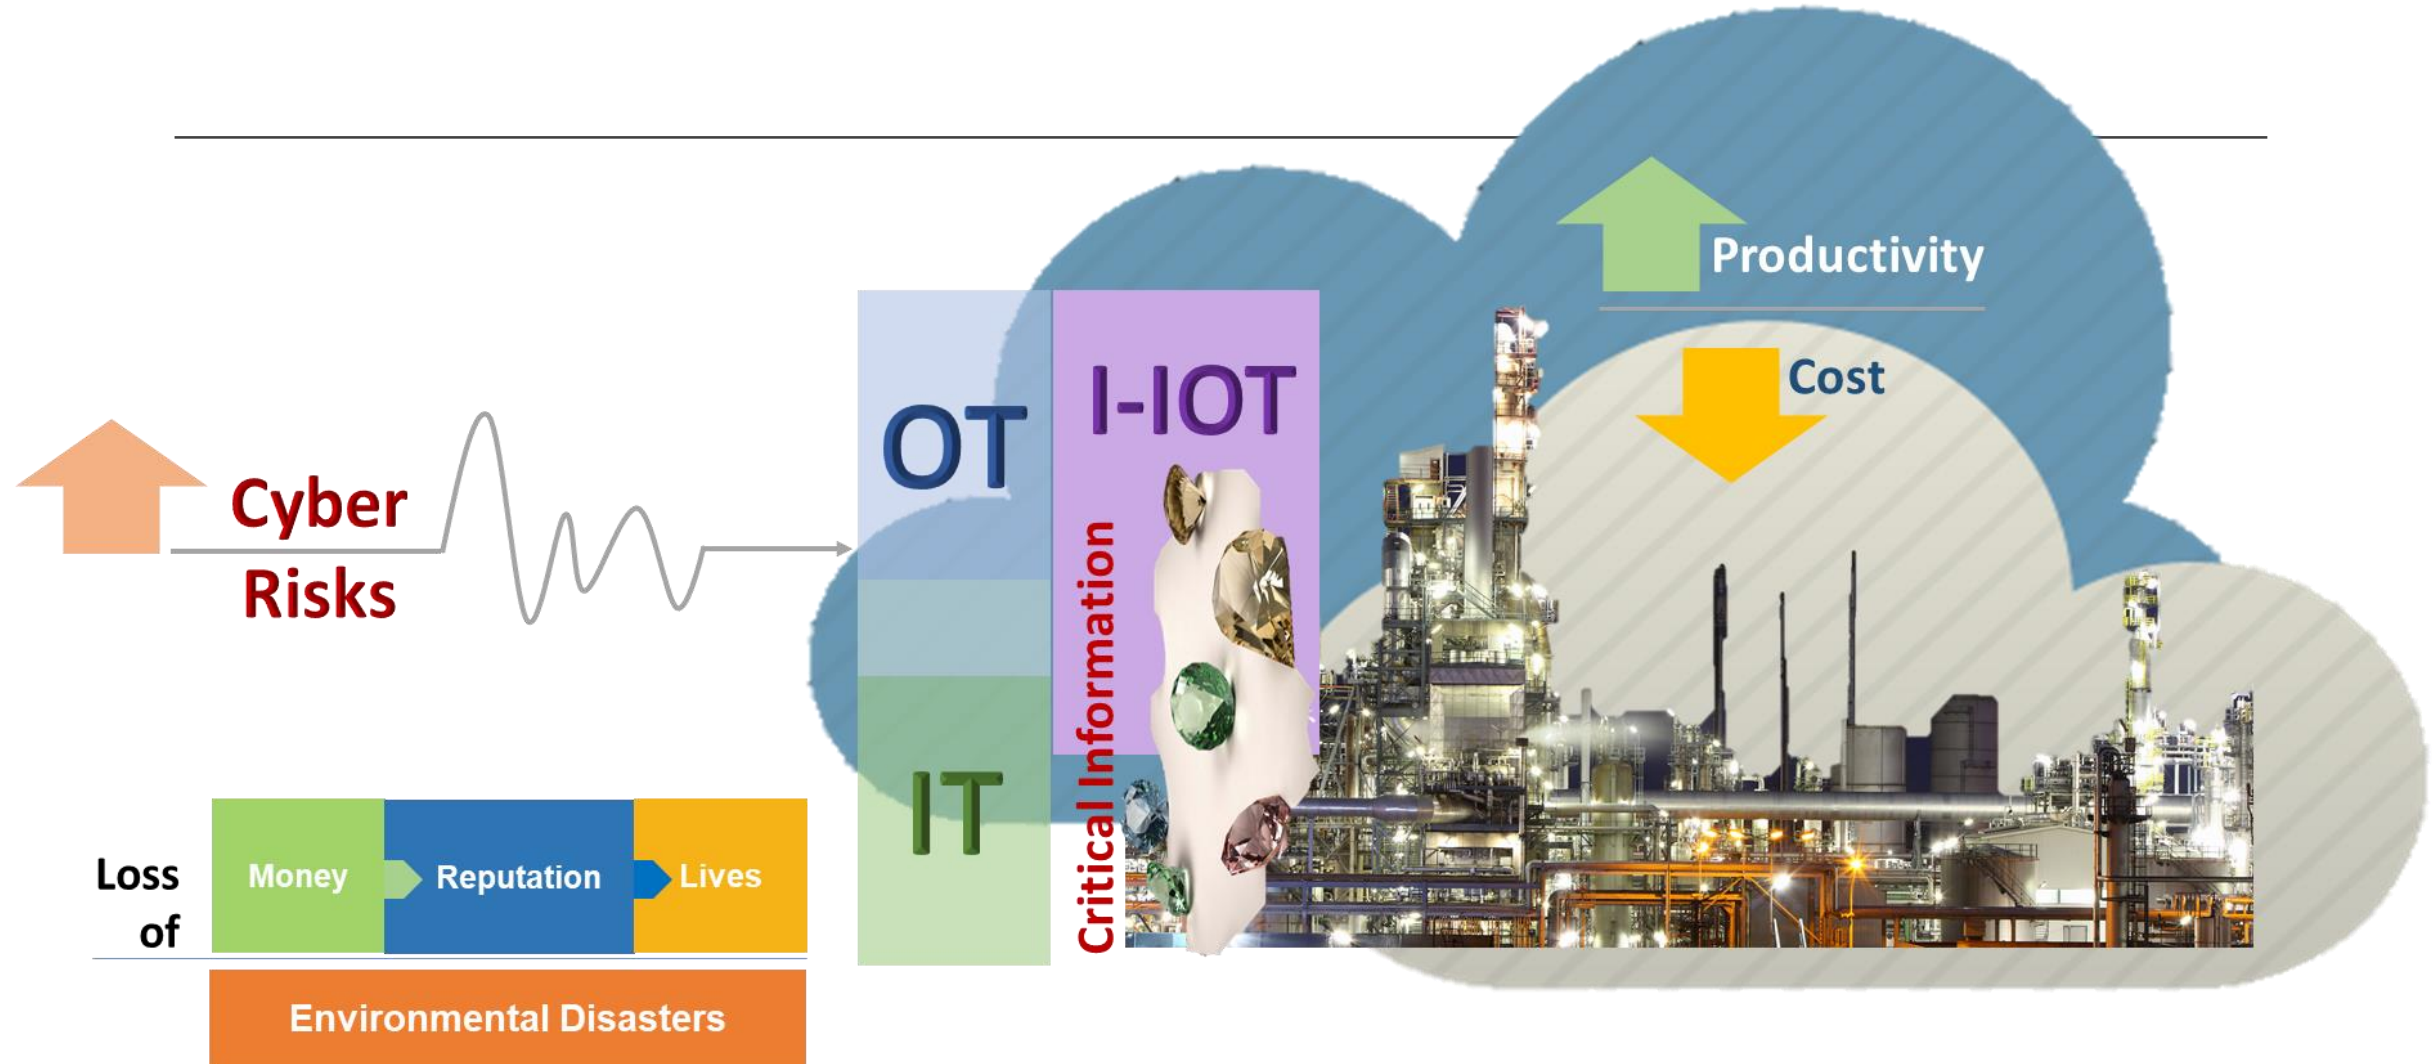 Productivity
Cost
OT
I-IOT
Cyber
Risks
Critical Information
IT
Loss
of
Money
Reputation
Lives
Environmental Disasters